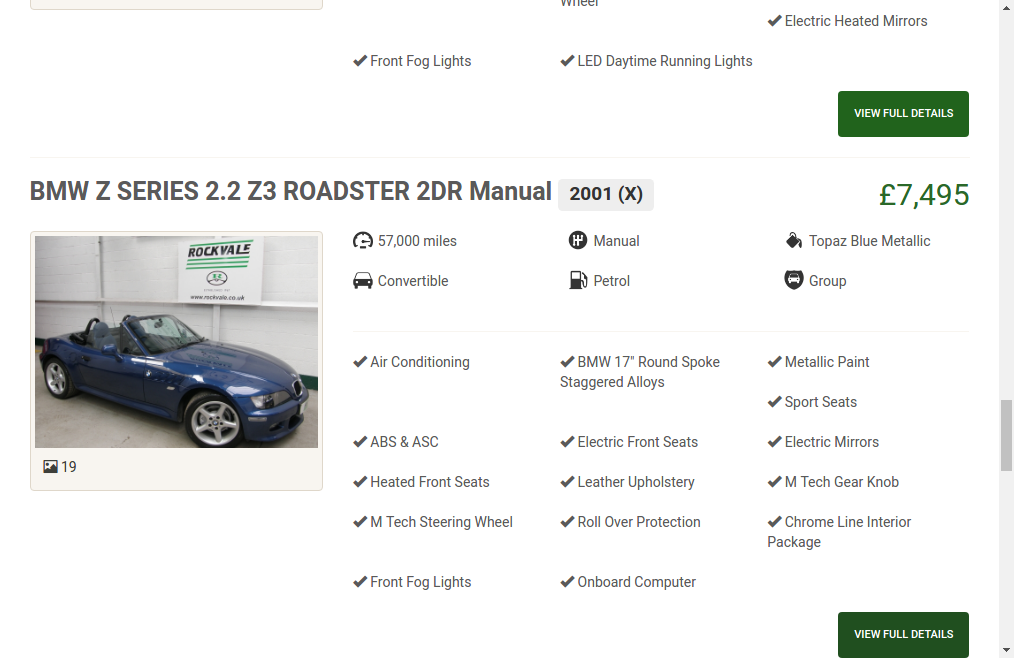 Wheel
Electric Heated Mirrors
Front Fog Lights
LED Daytime Running Lights
VIEW FULL DETAILS
BMW Z SERIES 2.2 Z3 ROADSTER 2DR Manual
2001 (X)
£7,495
ROCKVALE
www.rockvale.co.uk
19
57,000 miles
Manual
Topaz Blue Metallic
Convertible
Petrol
Group
Air Conditioning
BMW 17" Round Spoke
Staggered Alloys
Metallic Paint
Sport Seats
ABS & ASC
Electric Front Seats
Electric Mirrors
Heated Front Seats
Leather Upholstery
M Tech Gear Knob
M Tech Steering Wheel
Roll Over Protection
Chrome Line Interior
Package
Front Fog Lights
Onboard Computer
VIEW FULL DETAILS